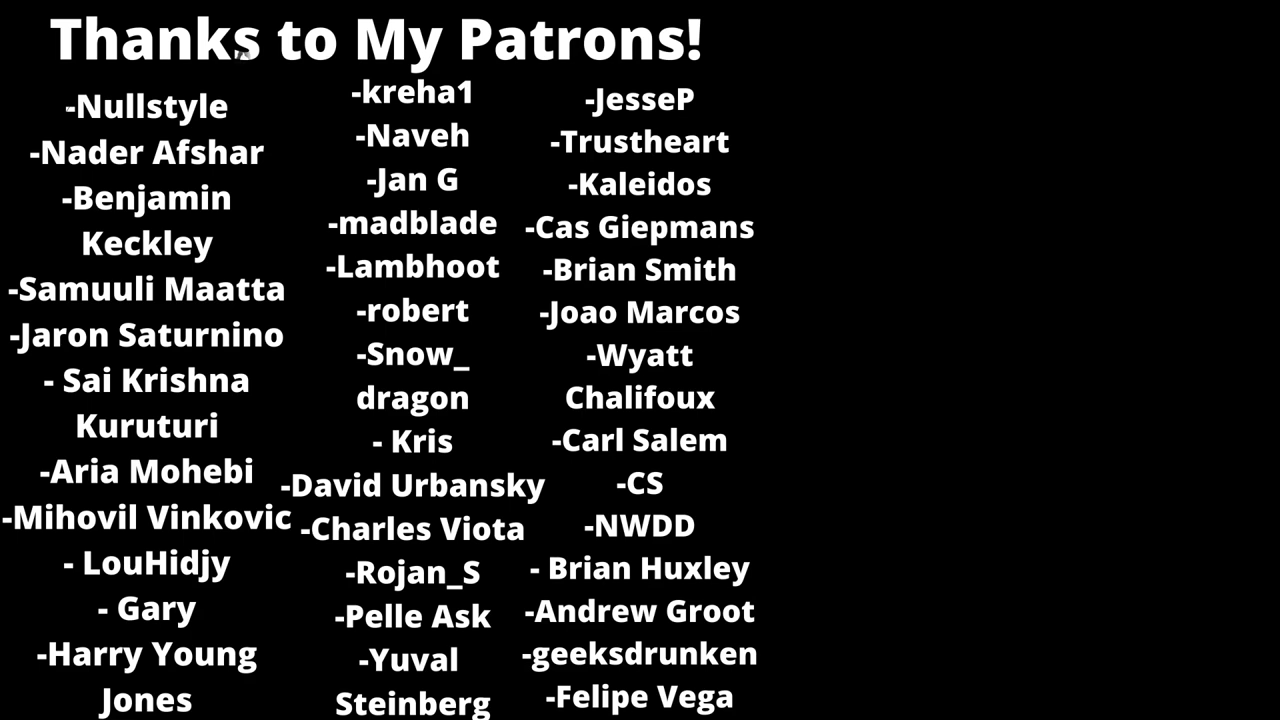 Thanks to My Patrons!
-Nullstyle
-Nader Afshar
-Benjamin
Keckley
-Samuuli Maatta
-Jaron Saturnino
- Sai Krishna
Kuruturi
-Aria Mohebi
-Mihovil Vinkovic
- LouHidjy
- Gary
-Harry Young
Jones
-kreha1
-Naveh
-Jan G
-madblade
-Lambhoot
-robert
-Snow_
dragon
- Kris
-David Urbansky
-Charles Viota
-Rojan_S
-Pelle Ask
-Yuval
Steinberg
-JesseP
-Trustheart
-Kaleidos
-Cas Giepmans
-Brian Smith
-Joao Marcos
-Wyatt
Chalifoux
-Carl Salem
-CS
-NWDD
- Brian Huxley
-Andrew Groot
-geeksdrunken
-Felipe Vega